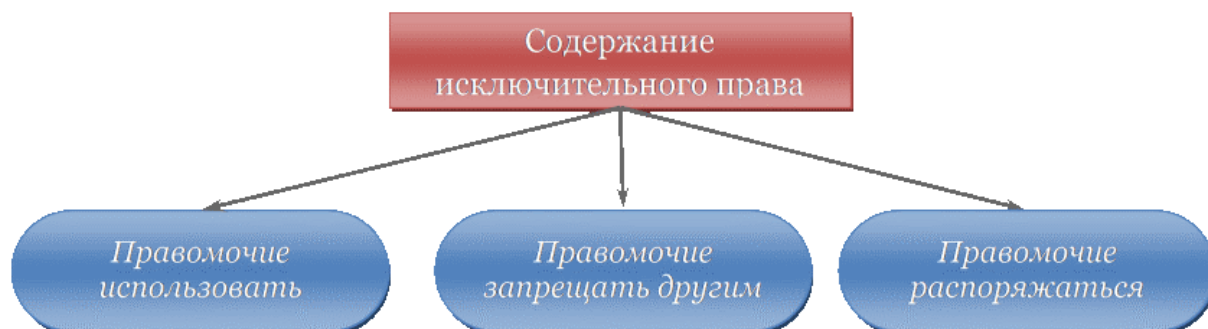 Содержание
исключительного права
Правомочие
использовать
Правомочие
запрещать другим
Правомочие
распоряжаться